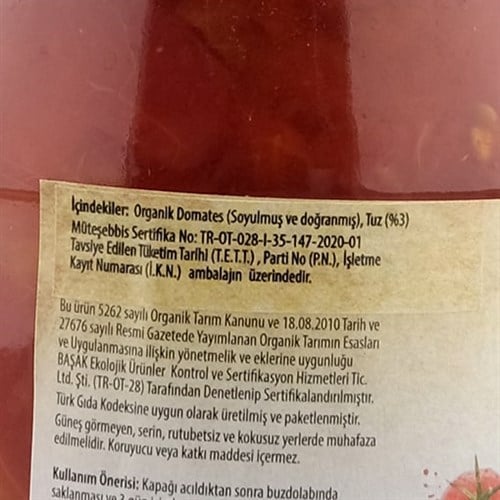 İçindekiler: Organik Domates (Soyulmuş ve doğranmış), Tuz (%3)
Müteşebbis Sertifika No: TR-OT-028-I-35-147-2020-01
Tavsiye Edilen Tüketim Tarihi (T.E.T.T.) , Parti No (P.N.), İşletme
Kayıt Numarası (İ.K.N.) ambalajın üzerindedir.
Bu ürün 5262 sayılı Organik Tarım Kanunu ve 18.08.2010 Tarih ve
27676 sayılı Resmi Gazetede Yayımlanan Organik Tarımın Esasları
ve Uygulanmasına ilişkin yönetmelik ve eklerine uygunluğu
BAŞAK Ekolojik Ürünler Kontrol ve Sertifikasyon Hizmetleri Tic.
Ltd. Şti. (TR-OT-28) Tarafından Denetlenip Sertifikalandırılmıştır.
Türk Gıda Kodeksine uygun olarak üretilmiş ve paketlenmiştir.
Güneş görmeyen, serin, rutubetsiz ve kokusuz yerlerde muhafaza
edilmelidir. Koruyucu veya katkı maddesi içermez.
Kullanım Önerisi: Kapağı açıldıktan sonra buzdolabında
saklanması ve 3 gün